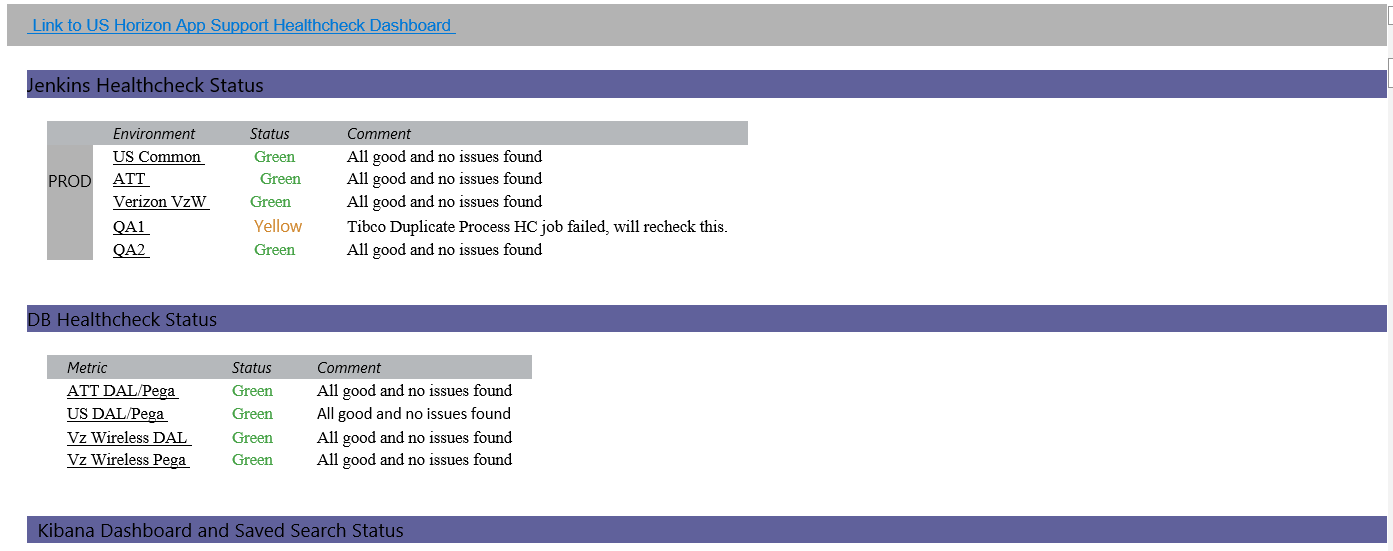 Link to US Horizon App Support Healthcheck Dashboard
Jenkins Healthcheck Status
Environment Status Comment
PROD
US Common Green All good and no issues found
ATT Green All good and no issues found
Verizon VzW Green All good and no issues found
QA1 Yellow Tibco Duplicate Process HC job failed, will recheck this.
QA2 Green All good and no issues found
DB Healthcheck Status
Metric Status Comment
ATT DAL/Pega Green All good and no issues found
US DAL/Pega Green All good and no issues found
Vz Wireless DAL Green All good and no issues found
Vz Wireless Pega Green All good and no issues found
Kibana Dashboard and Saved Search Status